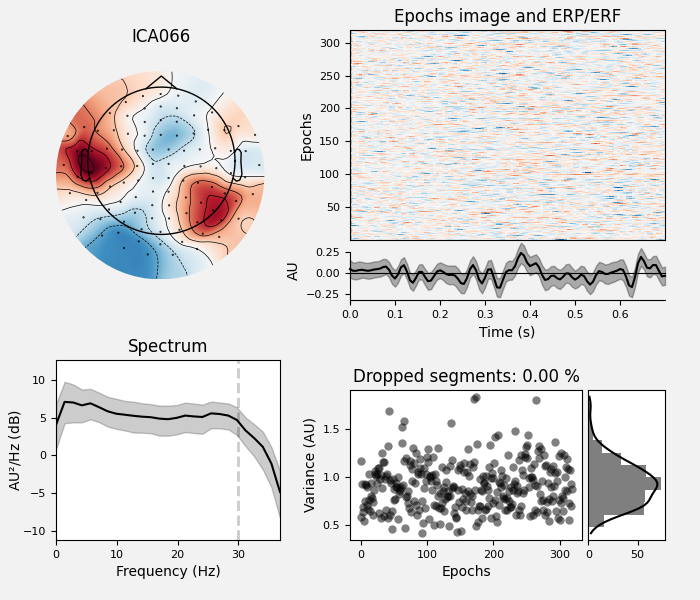 ICA066
Epochs image and ERP/ERF
Epochs
300
250
200
150
100
50
AU
0.25
0.00
−0.25
0.0 0.1 0.2 0.3 0.4 0.5 0.6
Time (s)
Spectrum
AU²/Hz (dB)
10
5
0
−5
−10
0 10 20 30
Frequency (Hz)
Dropped segments: 0.00 %
Variance (AU)
1.5
1.0
0.5
0 100 200 300
Epochs
0 50